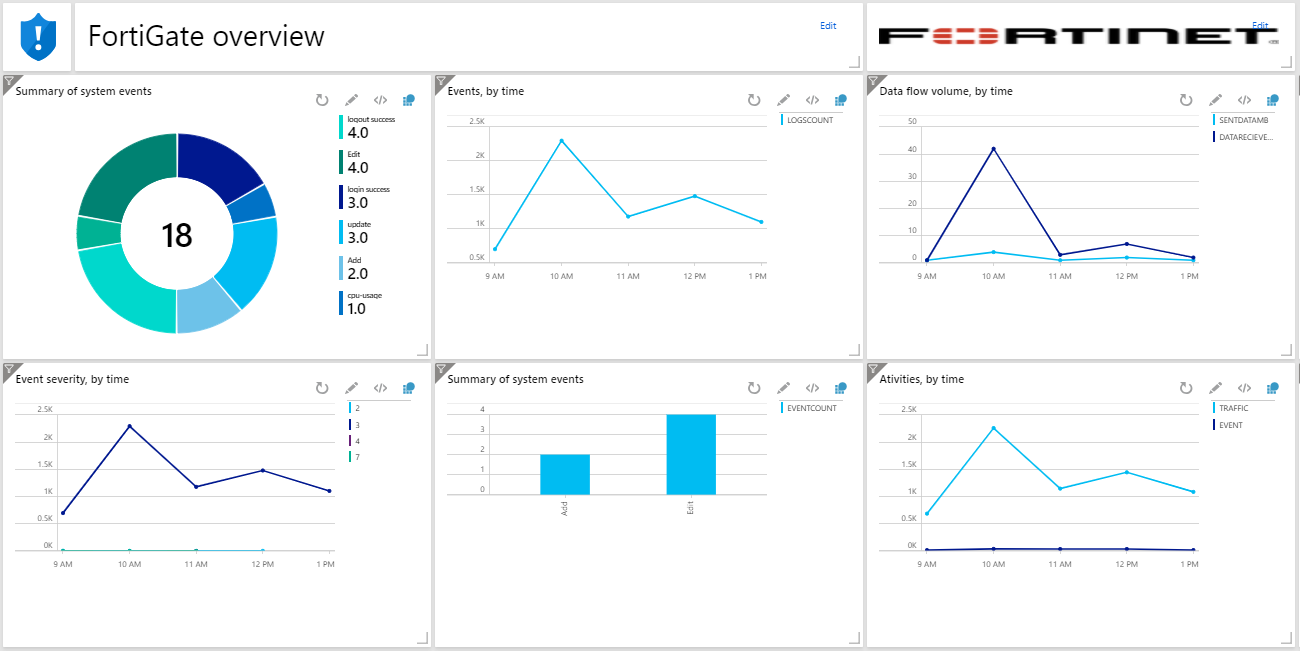 FortiGate overview
Edit
Edit
FORTINET
Summary of system events
18
logout success
4.0
Edit
4.0
login success
3.0
update
3.0
Add
2.0
cpu-usage
1.0
Events, by time
LOGSCOUNT
2.5K
2K
1.5K
1K
0.5K
9 AM 10 AM 11 AM 12 PM 1 PM
Data flow volume, by time
SENTDATAMB
DATARECIEVE...
50
40
30
20
10
0
9 AM 10 AM 11 AM 12 PM 1 PM
Event severity, by time
2
3
4
7
2.5K
2K
1.5K
1K
0.5K
0K
9 AM 10 AM 11 AM 12 PM 1 PM
Summary of system events
EVENTCOUNT
4
3
2
1
0
Add Edit
Ativities, by time
TRAFFIC
EVENT
2.5K
2K
1.5K
1K
0.5K
0K
9 AM 10 AM 11 AM 12 PM 1 PM